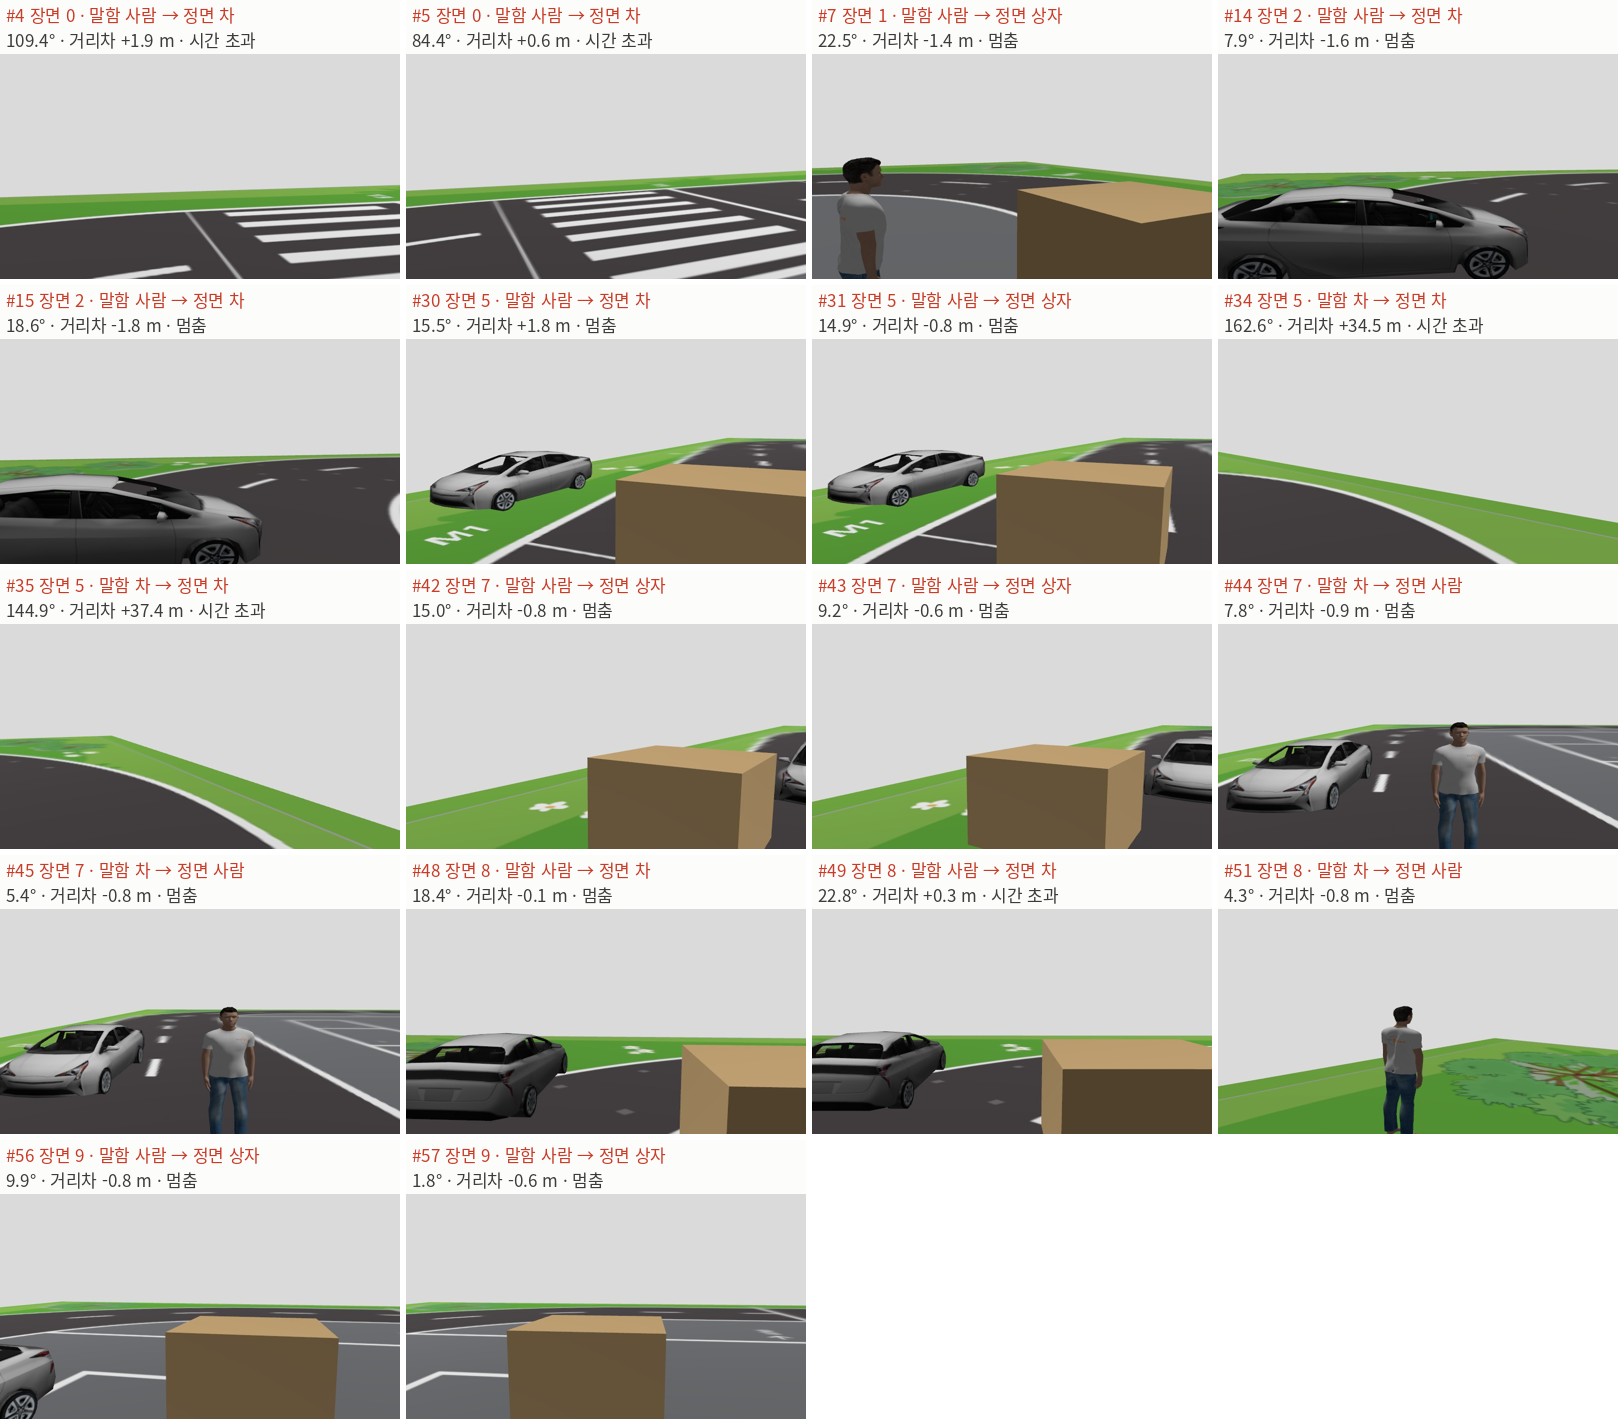 #4 장면 0 · 말함 사람 → 정면 차
109.4° · 거리차 +1.9 m · 시간 초과
#5 장면 0 · 말함 사람 → 정면 차
84.4° · 거리차 +0.6 m · 시간 초과
#7 장면 1 · 말함 사람 → 정면 상자
22.5° · 거리차 -1.4 m · 멈춤
#14 장면 2 · 말함 사람 → 정면 차
7.9° · 거리차 -1.6 m · 멈춤
#15 장면 2 · 말함 사람 → 정면 차
18.6° · 거리차 -1.8 m · 멈춤
#30 장면 5 · 말함 사람 → 정면 차
15.5° · 거리차 +1.8 m · 멈춤
M1
#31 장면 5 · 말함 사람 → 정면 상자
14.9° · 거리차 -0.8 m · 멈춤
M1
#34 장면 5 · 말함 차 → 정면 차
162.6° · 거리차 +34.5 m · 시간 초과
#35 장면 5 · 말함 차 → 정면 차
144.9° · 거리차 +37.4 m · 시간 초과
#42 장면 7 · 말함 사람 → 정면 상자
15.0° · 거리차 -0.8 m · 멈춤
#43 장면 7 · 말함 사람 → 정면 상자
9.2° · 거리차 -0.6 m · 멈춤
#44 장면 7 · 말함 차 → 정면 사람
7.8° · 거리차 -0.9 m · 멈춤
#45 장면 7 · 말함 차 → 정면 사람
5.4° · 거리차 -0.8 m · 멈춤
#48 장면 8 · 말함 사람 → 정면 차
18.4° · 거리차 -0.1 m · 멈춤
#49 장면 8 · 말함 사람 → 정면 차
22.8° · 거리차 +0.3 m · 시간 초과
#51 장면 8 · 말함 차 → 정면 사람
4.3° · 거리차 -0.8 m · 멈춤
#56 장면 9 · 말함 사람 → 정면 상자
9.9° · 거리차 -0.8 m · 멈춤
#57 장면 9 · 말함 사람 → 정면 상자
1.8° · 거리차 -0.6 m · 멈춤